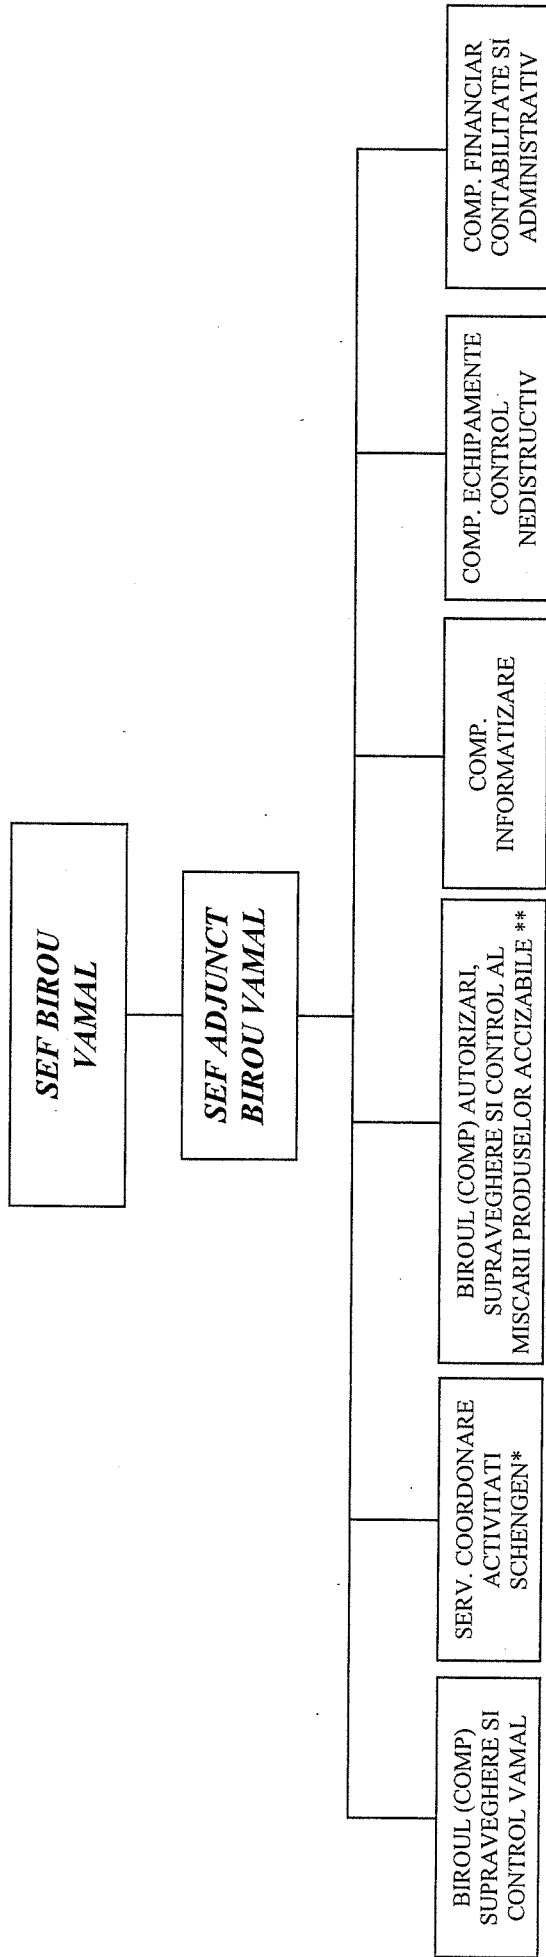 SEF BIROU
VAMAL
SEF ADJUNCT
BIROU VAMAL
BIROUL (COMP)
SUPRAVEGHERE SI
CONTROL VAMAL
SERV. COORDONARE
ACTIVITATI
SCHENGEN*
BIROUL (COMP) AUTORIZARI,
SUPRAVEGHERE SI CONTROL AL
MISCARII PRODUSELOR ACCIZABILE **
COMP.
INFORMATIZARE
COMP. ECHIPAMENTE
CONTROL
NEDISTRUCTIV
COMP. FINANCIAR
CONTABILITATE SI
ADMINISTRATIV